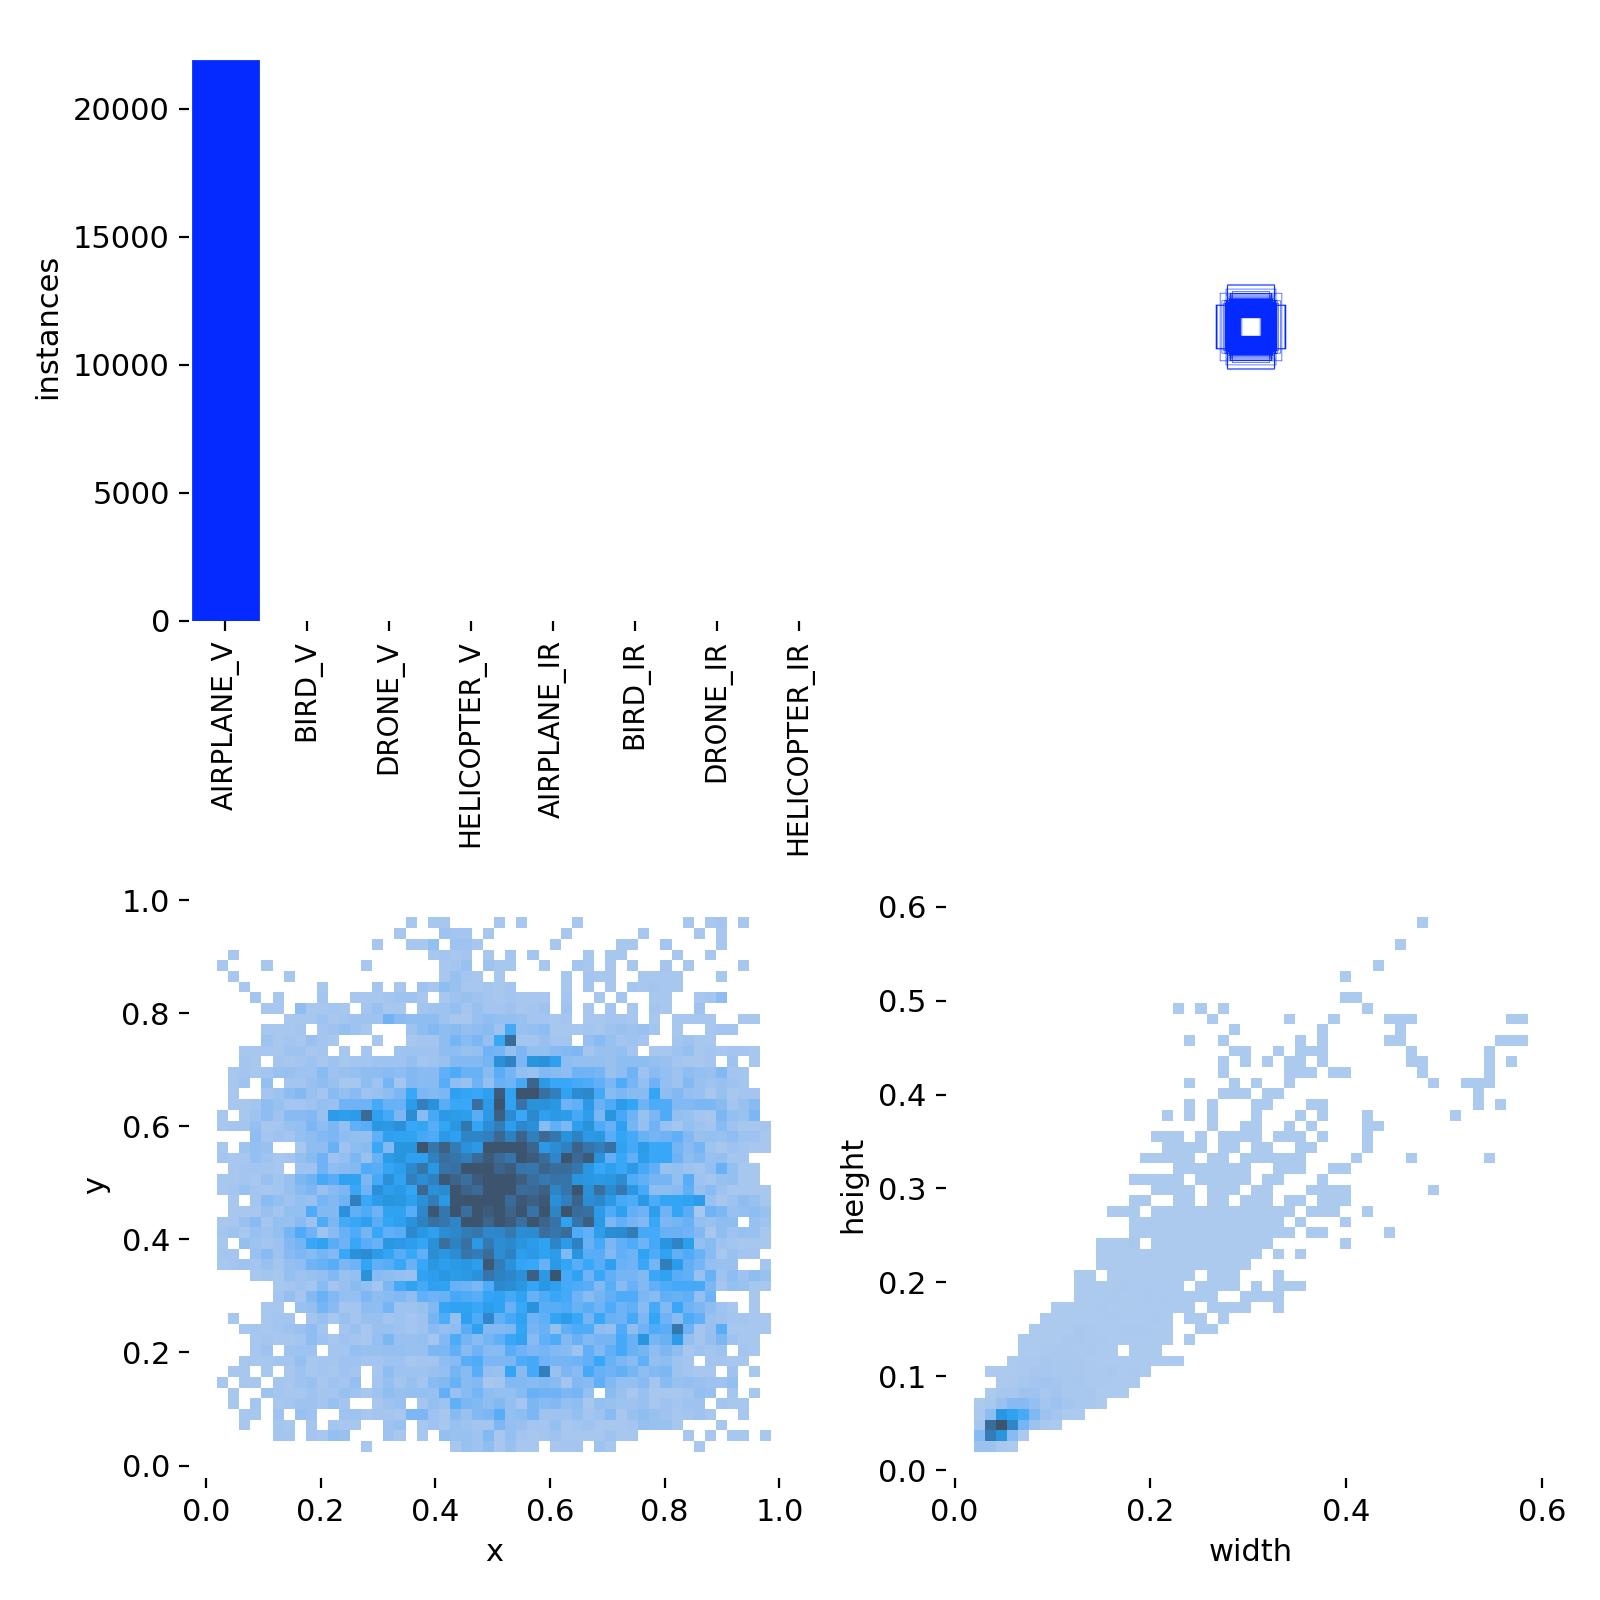 instances
20000
15000
10000
5000
0
AIRPLANE_V
BIRD_V
DRONE_V
HELICOPTER_V
AIRPLANE_IR
BIRD_IR
DRONE_IR
HELICOPTER_IR
y
1.0
0.8
0.6
0.4
0.2
0.0
0.0 0.2 0.4 0.6 0.8 1.0
x
height
0.6
0.5
0.4
0.3
0.2
0.1
0.0
0.0 0.2 0.4 0.6
width